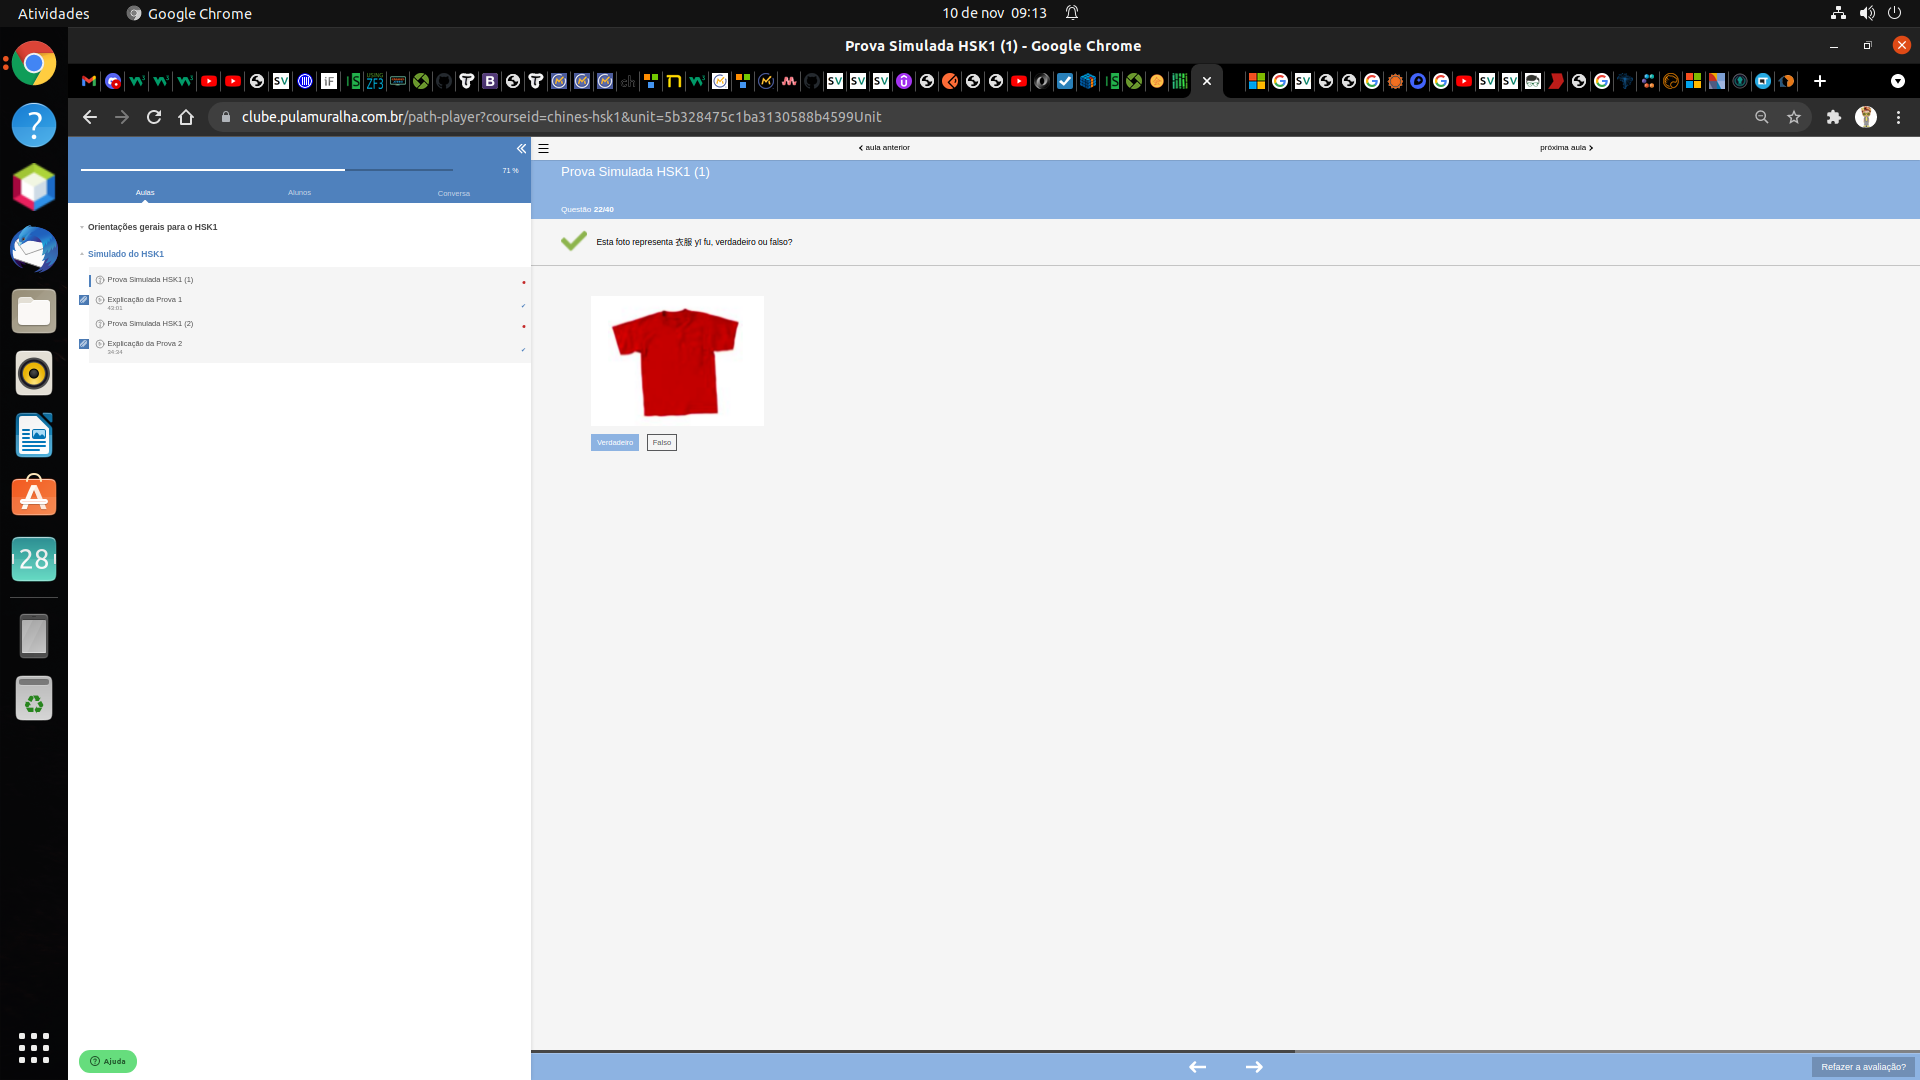 Atividades
Google Chrome
10 de nov 09:13
Prova Simulada HSK1 (1) - Google Chrome
clube.pulamuralha.com.br/path-player?courseid=chines-hsk1&unit=5b328475c1ba3130588b4599Unit
71 %
Aulas
Alunos
Conversa
Orientações gerais para o HSK1
Simulado do HSK1
Prova Simulada HSK1 (1)
Explicação da Prova 1
43:01
Prova Simulada HSK1 (2)
Explicação da Prova 2
34:34
Ajuda
aula anterior
próxima aula
Prova Simulada HSK1 (1)
Questão 22/40
Esta foto representa 衣服 yī fu, verdadeiro ou falso?
Verdadeiro
Falso
Refazer a avaliação?
28